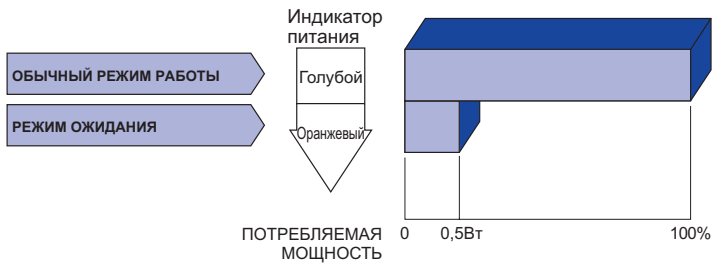 Индикатор
питания
ОБЫЧНЫЙ РЕЖИМ РАБОТЫ
Голубой
РЕЖИМ ОЖИДАНИЯ
Оранжевый
ПОТРЕБЛЯЕМАЯ
МОЩНОСТЬ
0 0,5Вт 100%